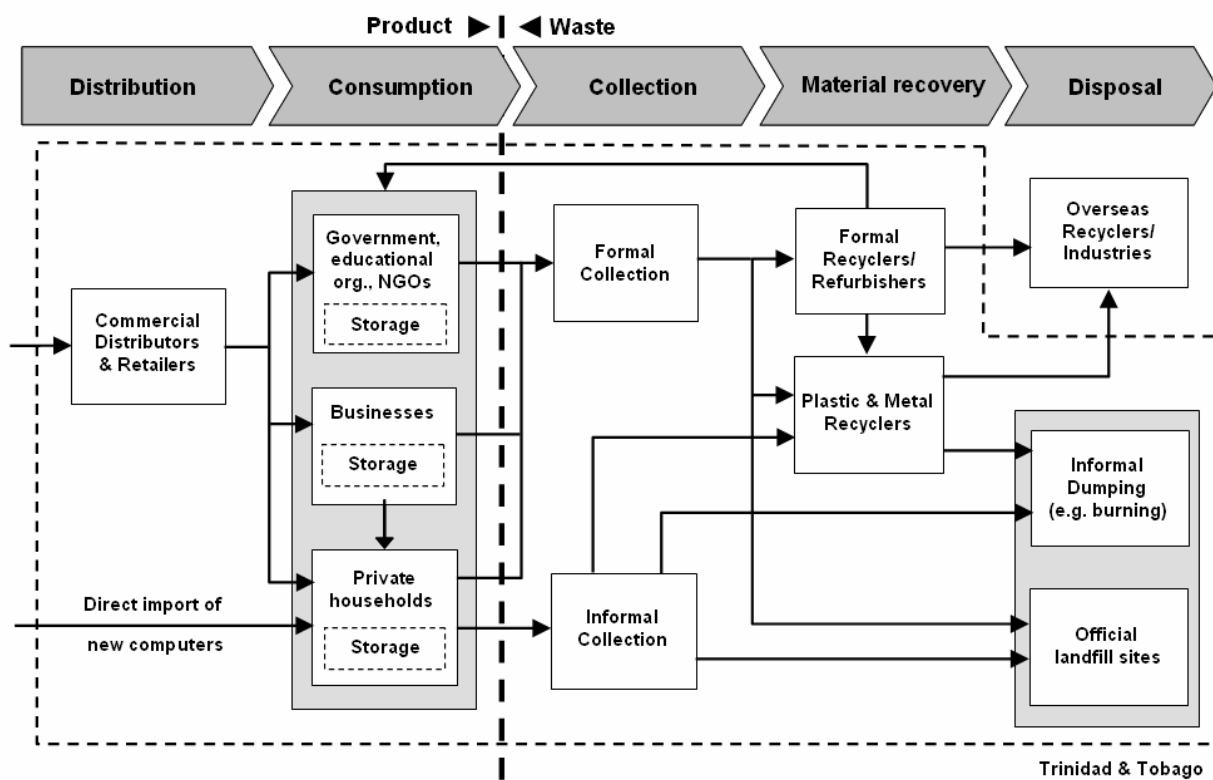 Product
Waste
Distribution
Consumption
Collection
Material recovery
Disposal
Government,
educational
org., NGOs
Storage
Commercial
Distributors
& Retailers
Businesses
Storage
Private
households
Storage
Direct import of
new computers
Formal
Collection
Informal
Collection
Formal
Recyclers/
Refurbishers
Plastic & Metal
Recyclers
Overseas
Recyclers/
Industries
Informal
Dumping
(e.g. burning)
Official
landfill sites
Trinidad & Tobago